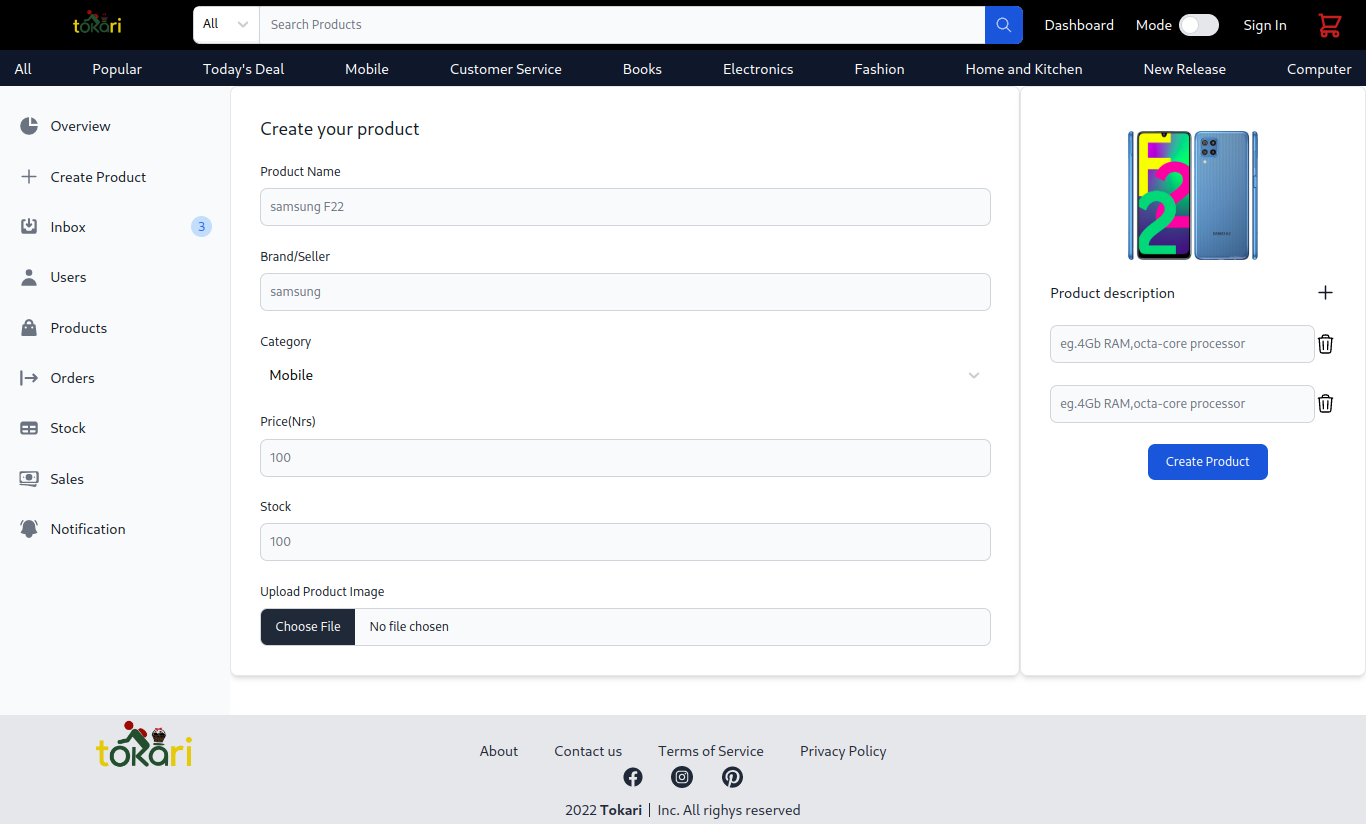 tokari
All
Search Products
Dashboard
Mode
Sign In
All
Popular
Today's Deal
Mobile
Customer Service
Books
Electronics
Fashion
Home and Kitchen
New Release
Computer
Overview
Create Product
Inbox
3
Users
Products
Orders
Stock
Sales
Notification
Create your product
Product Name
samsung F22
Brand/Seller
samsung
Category
Mobile
Price(Nrs)
100
Stock
100
Upload Product Image
Choose File
No file chosen
Product description
eg.4Gb RAM,octa-core processor
eg.4Gb RAM,octa-core processor
Create Product
tokari
About
Contact us
Terms of Service
Privacy Policy
2022 Tokari | Inc. All righys reserved